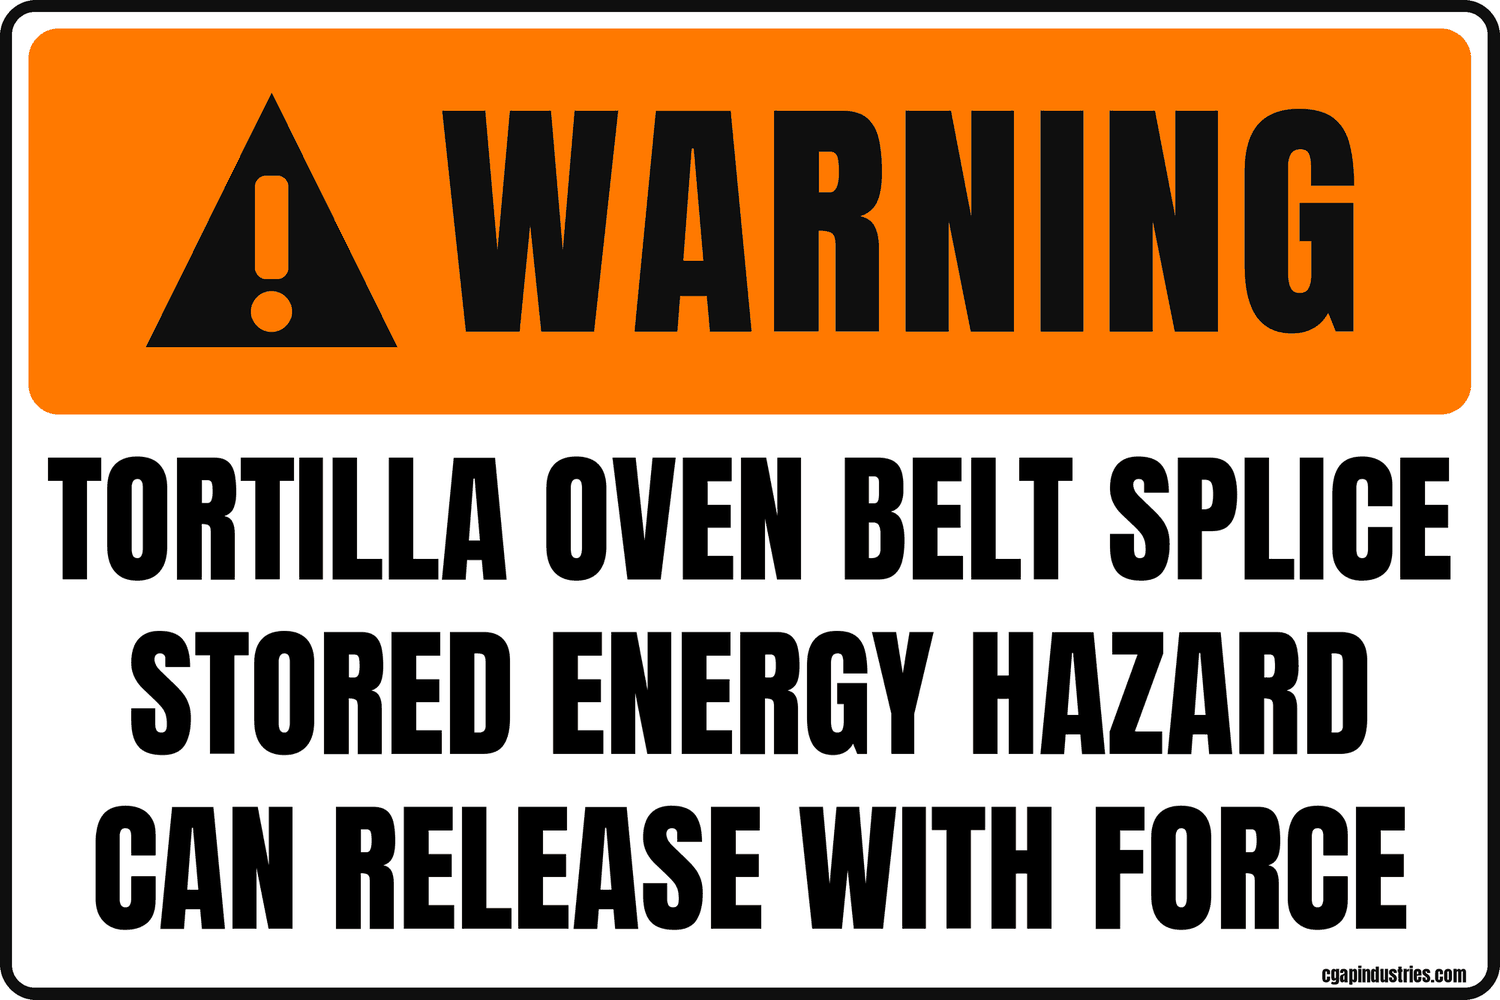 WARNING
TORTILLA OVEN BELT SPLICE
STORED ENERGY HAZARD
CAN RELEASE WITH FORCE
cgapindustries.com